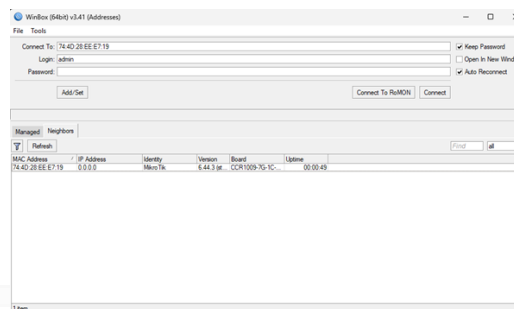 WinBox (64bit) v3.41 (Addresses)
File Tools
Connect To: 74:4D:28:EE:E7:19
Keep Password
Login: admin
Open In New Wind
Password:
Auto Reconnect
Add/Set
Connect To RoMON
Connect
Managed Neighbors
Refresh
Find
all
MAC Address IP Address Identity Version Board Uptime
74:4D:28:EE:E7:19 0.0.0.0 MikroTik 6.44.3 (st... CCR1009-7G-1C-... 00:00:49
1 item